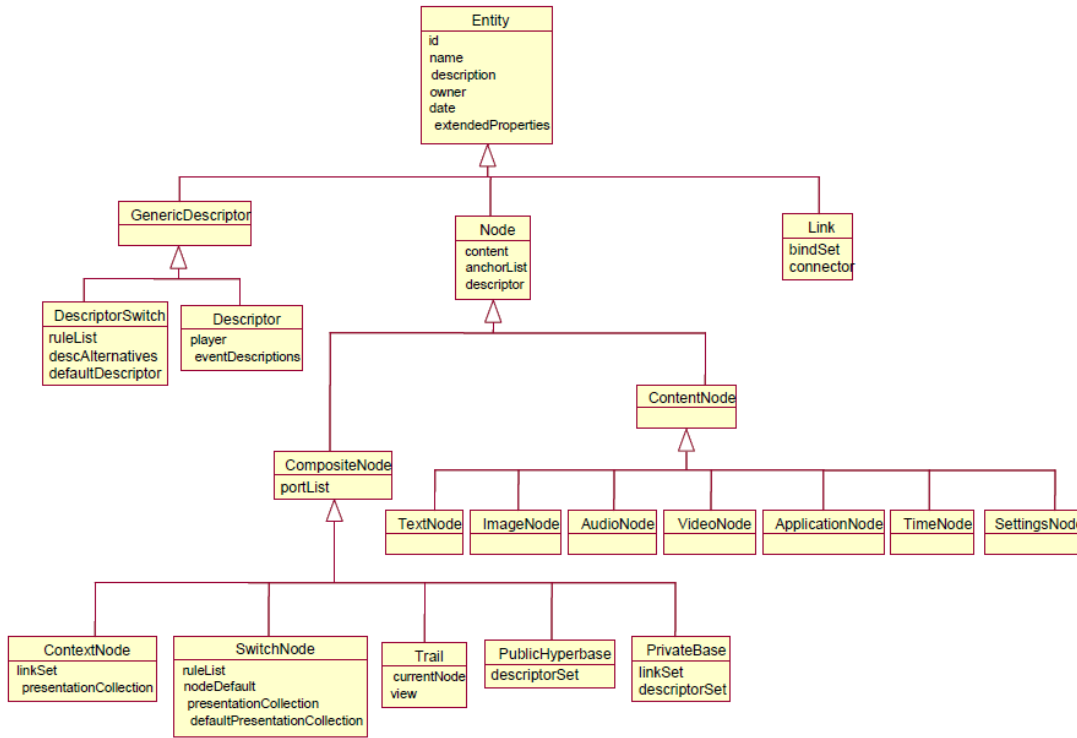 Entity
id
name
description
owner
date
extendedProperties
GenericDescriptor
Node
content
anchorList
descriptor
Link
bindSet
connector
DescriptorSwitch
ruleList
descAlternatives
defaultDescriptor
Descriptor
player
eventDescriptions
ContentNode
CompositeNode
portList
TextNode
ImageNode
AudioNode
VideoNode
ApplicationNode
TimeNode
SettingsNode
ContextNode
linkSet
presentationCollection
SwitchNode
ruleList
nodeDefault
presentationCollection
defaultPresentationCollection
Trail
currentNode
view
PublicHyperbase
descriptorSet
PrivateBase
linkSet
descriptorSet